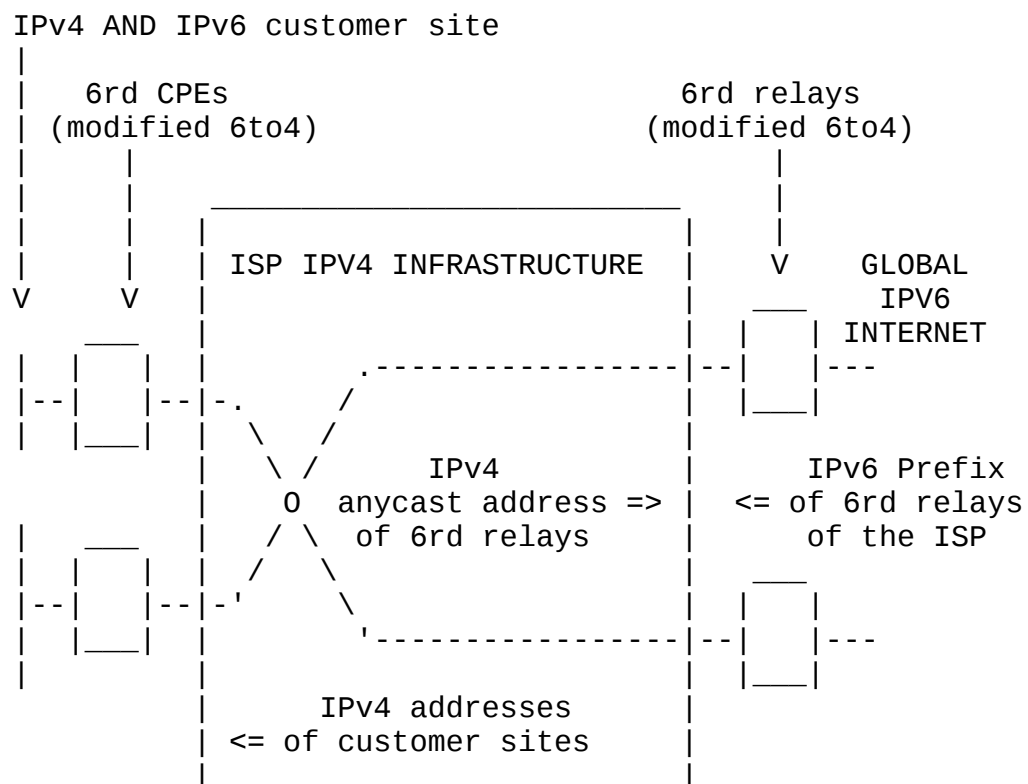 IPv4 AND IPv6 customer site
6rd CPEs 6rd relays
(modified 6to4) (modified 6to4)
ISP IPV4 INFRASTRUCTURE V GLOBAL
V V IPV6
INTERNET
IPv4 IPv6 Prefix
O anycast address => <= of 6rd relays
of 6rd relays of the ISP
IPv4 addresses
<= of customer sites